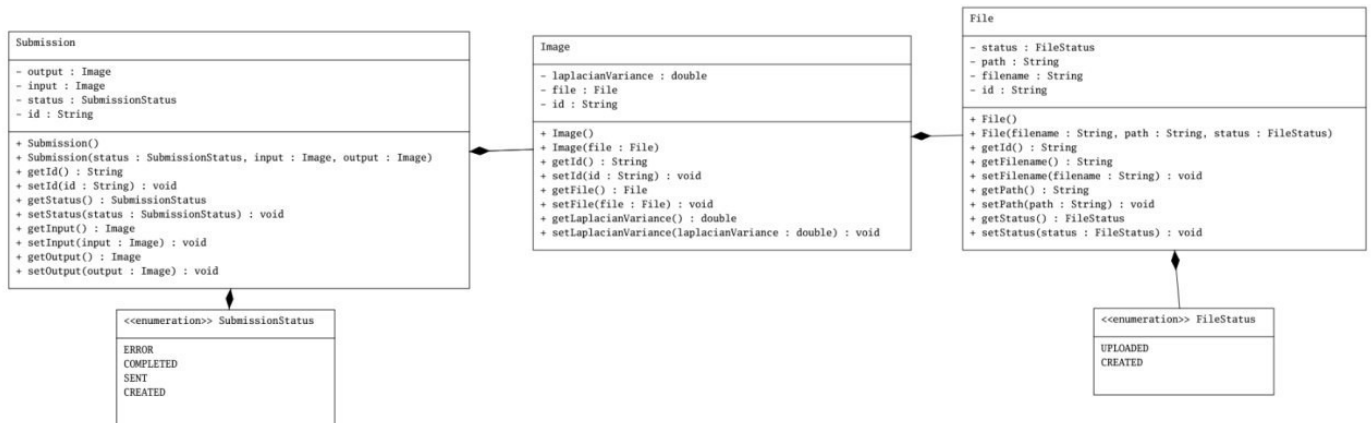 Submission
- output : Image
- input : Image
- status : SubmissionStatus
- id : String
+ Submission()
+ Submission(status : SubmissionStatus, input : Image, output : Image)
+ getId() : String
+ setId(id : String) : void
+ getStatus() : SubmissionStatus
+ setStatus(status : SubmissionStatus) : void
+ getInput() : Image
+ setInput(input : Image) : void
+ getOutput() : Image
+ setOutput(output : Image) : void
<<enumeration>> SubmissionStatus
ERROR
COMPLETED
SENT
CREATED
Image
- laplacianVariance : double
- file : File
- id : String
+ Image()
+ Image(file : File)
+ getId() : String
+ setId(id : String) : void
+ getFile() : File
+ setFile(file : File) : void
+ getLaplacianVariance() : double
+ setLaplacianVariance(laplacianVariance : double) : void
File
- status : FileStatus
- path : String
- filename : String
- id : String
+ File()
+ File(filename : String, path : String, status : FileStatus)
+ getId() : String
+ getFilename() : String
+ setFilename(filename : String) : void
+ getPath() : String
+ setPath(path : String) : void
+ getStatus() : FileStatus
+ setStatus(status : FileStatus) : void
<<enumeration>> FileStatus
UPLOADED
CREATED